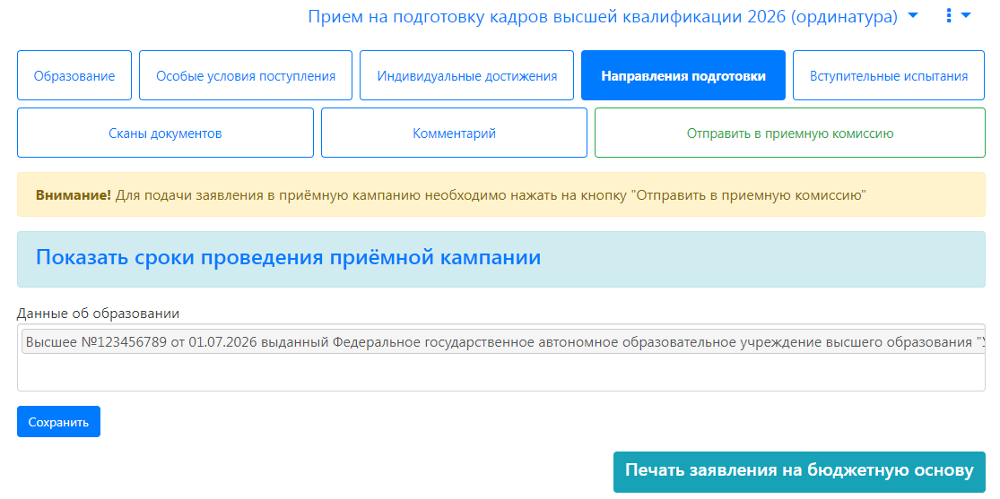 Прием на подготовку кадров высшей квалификации 2026 (ординатура)
Образование
Особые условия поступления
Индивидуальные достижения
Направления подготовки
Вступительные испытания
Сканы документов
Комментарий
Отправить в приемную комиссию
Внимание! Для подачи заявления в приёмную кампанию необходимо нажать на кнопку "Отправить в приемную комиссию"
Показать сроки проведения приёмной кампании
Данные об образовании
Высшее №123456789 от 01.07.2026 выданный Федеральное государственное автономное образовательное учреждение высшего образования "
Сохранить
Печать заявления на бюджетную основу